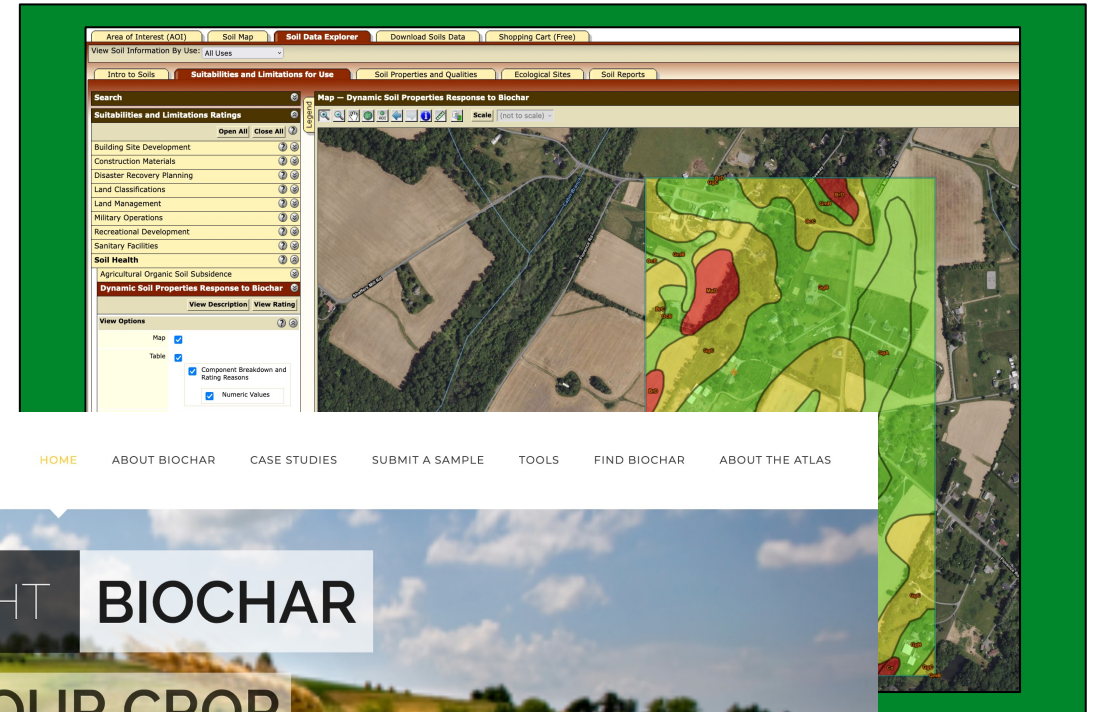 Area of Interest (AOI) Soil Map Soil Data Explorer Download Soils Data Shopping Cart (Free)
View Soil Information By Use: All Uses
Intro to Soils Suitabilities and Limitations for Use Soil Properties and Qualities Ecological Sites Soil Reports
Search
Suitabilities and Limitations Ratings
Open All Close All
Building Site Development
Construction Materials
Disaster Recovery Planning
Land Classifications
Land Management
Military Operations
Recreational Development
Sanitary Facilities
Soil Health
Agricultural Organic Soil Subsidence
Dynamic Soil Properties Response to Biochar
View Description View Rating
View Options
Map
Table
Component Breakdown and
Rating Reasons
Numeric Values
Legend
Map — Dynamic Soil Properties Response to Biochar
Scale (not to scale)
HOME ABOUT BIOCHAR CASE STUDIES SUBMIT A SAMPLE TOOLS FIND BIOCHAR ABOUT THE ATLAS
HT BIOCHAR
OUR CROP